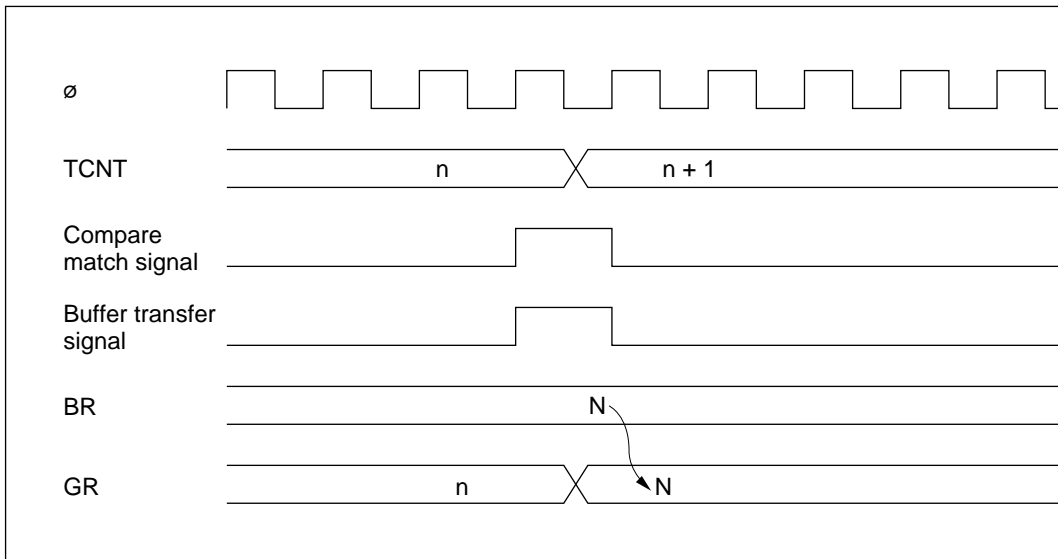 ø
TCNT
n
n + 1
Compare
match signal
Buffer transfer
signal
BR
N
GR
n
N